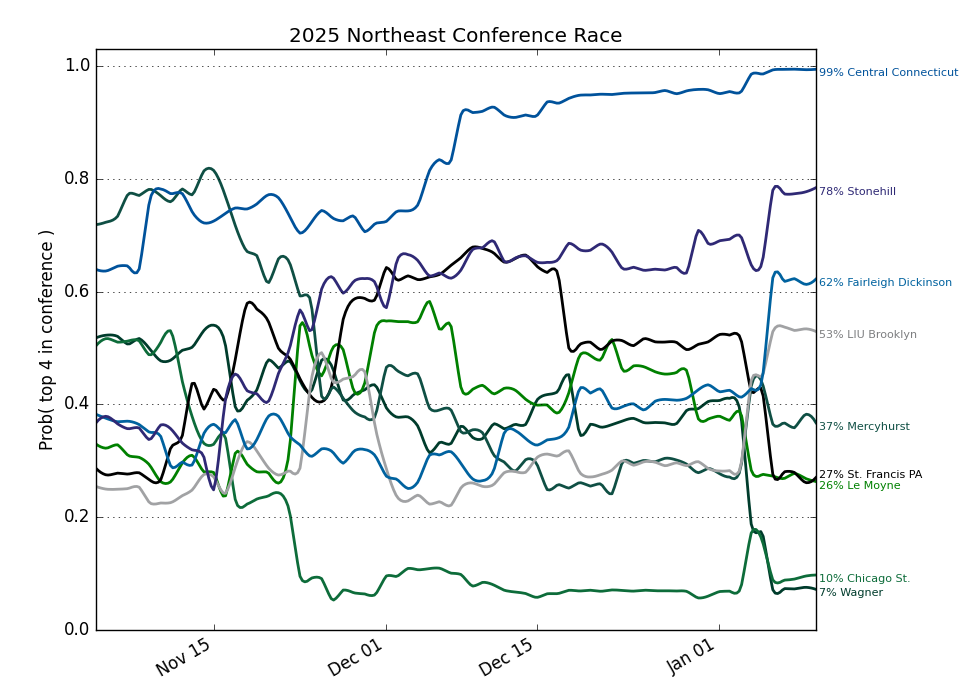 2025 Northeast Conference Race
Prob( top 4 in conference )
1.0
0.8
0.6
0.4
0.2
0.0
Nov 15
Dec 01
Dec 15
Jan 01
99% Central Connecticut
78% Stonehill
62% Fairleigh Dickinson
53% LIU Brooklyn
37% Mercyhurst
27% St. Francis PA
26% Le Moyne
10% Chicago St.
7% Wagner